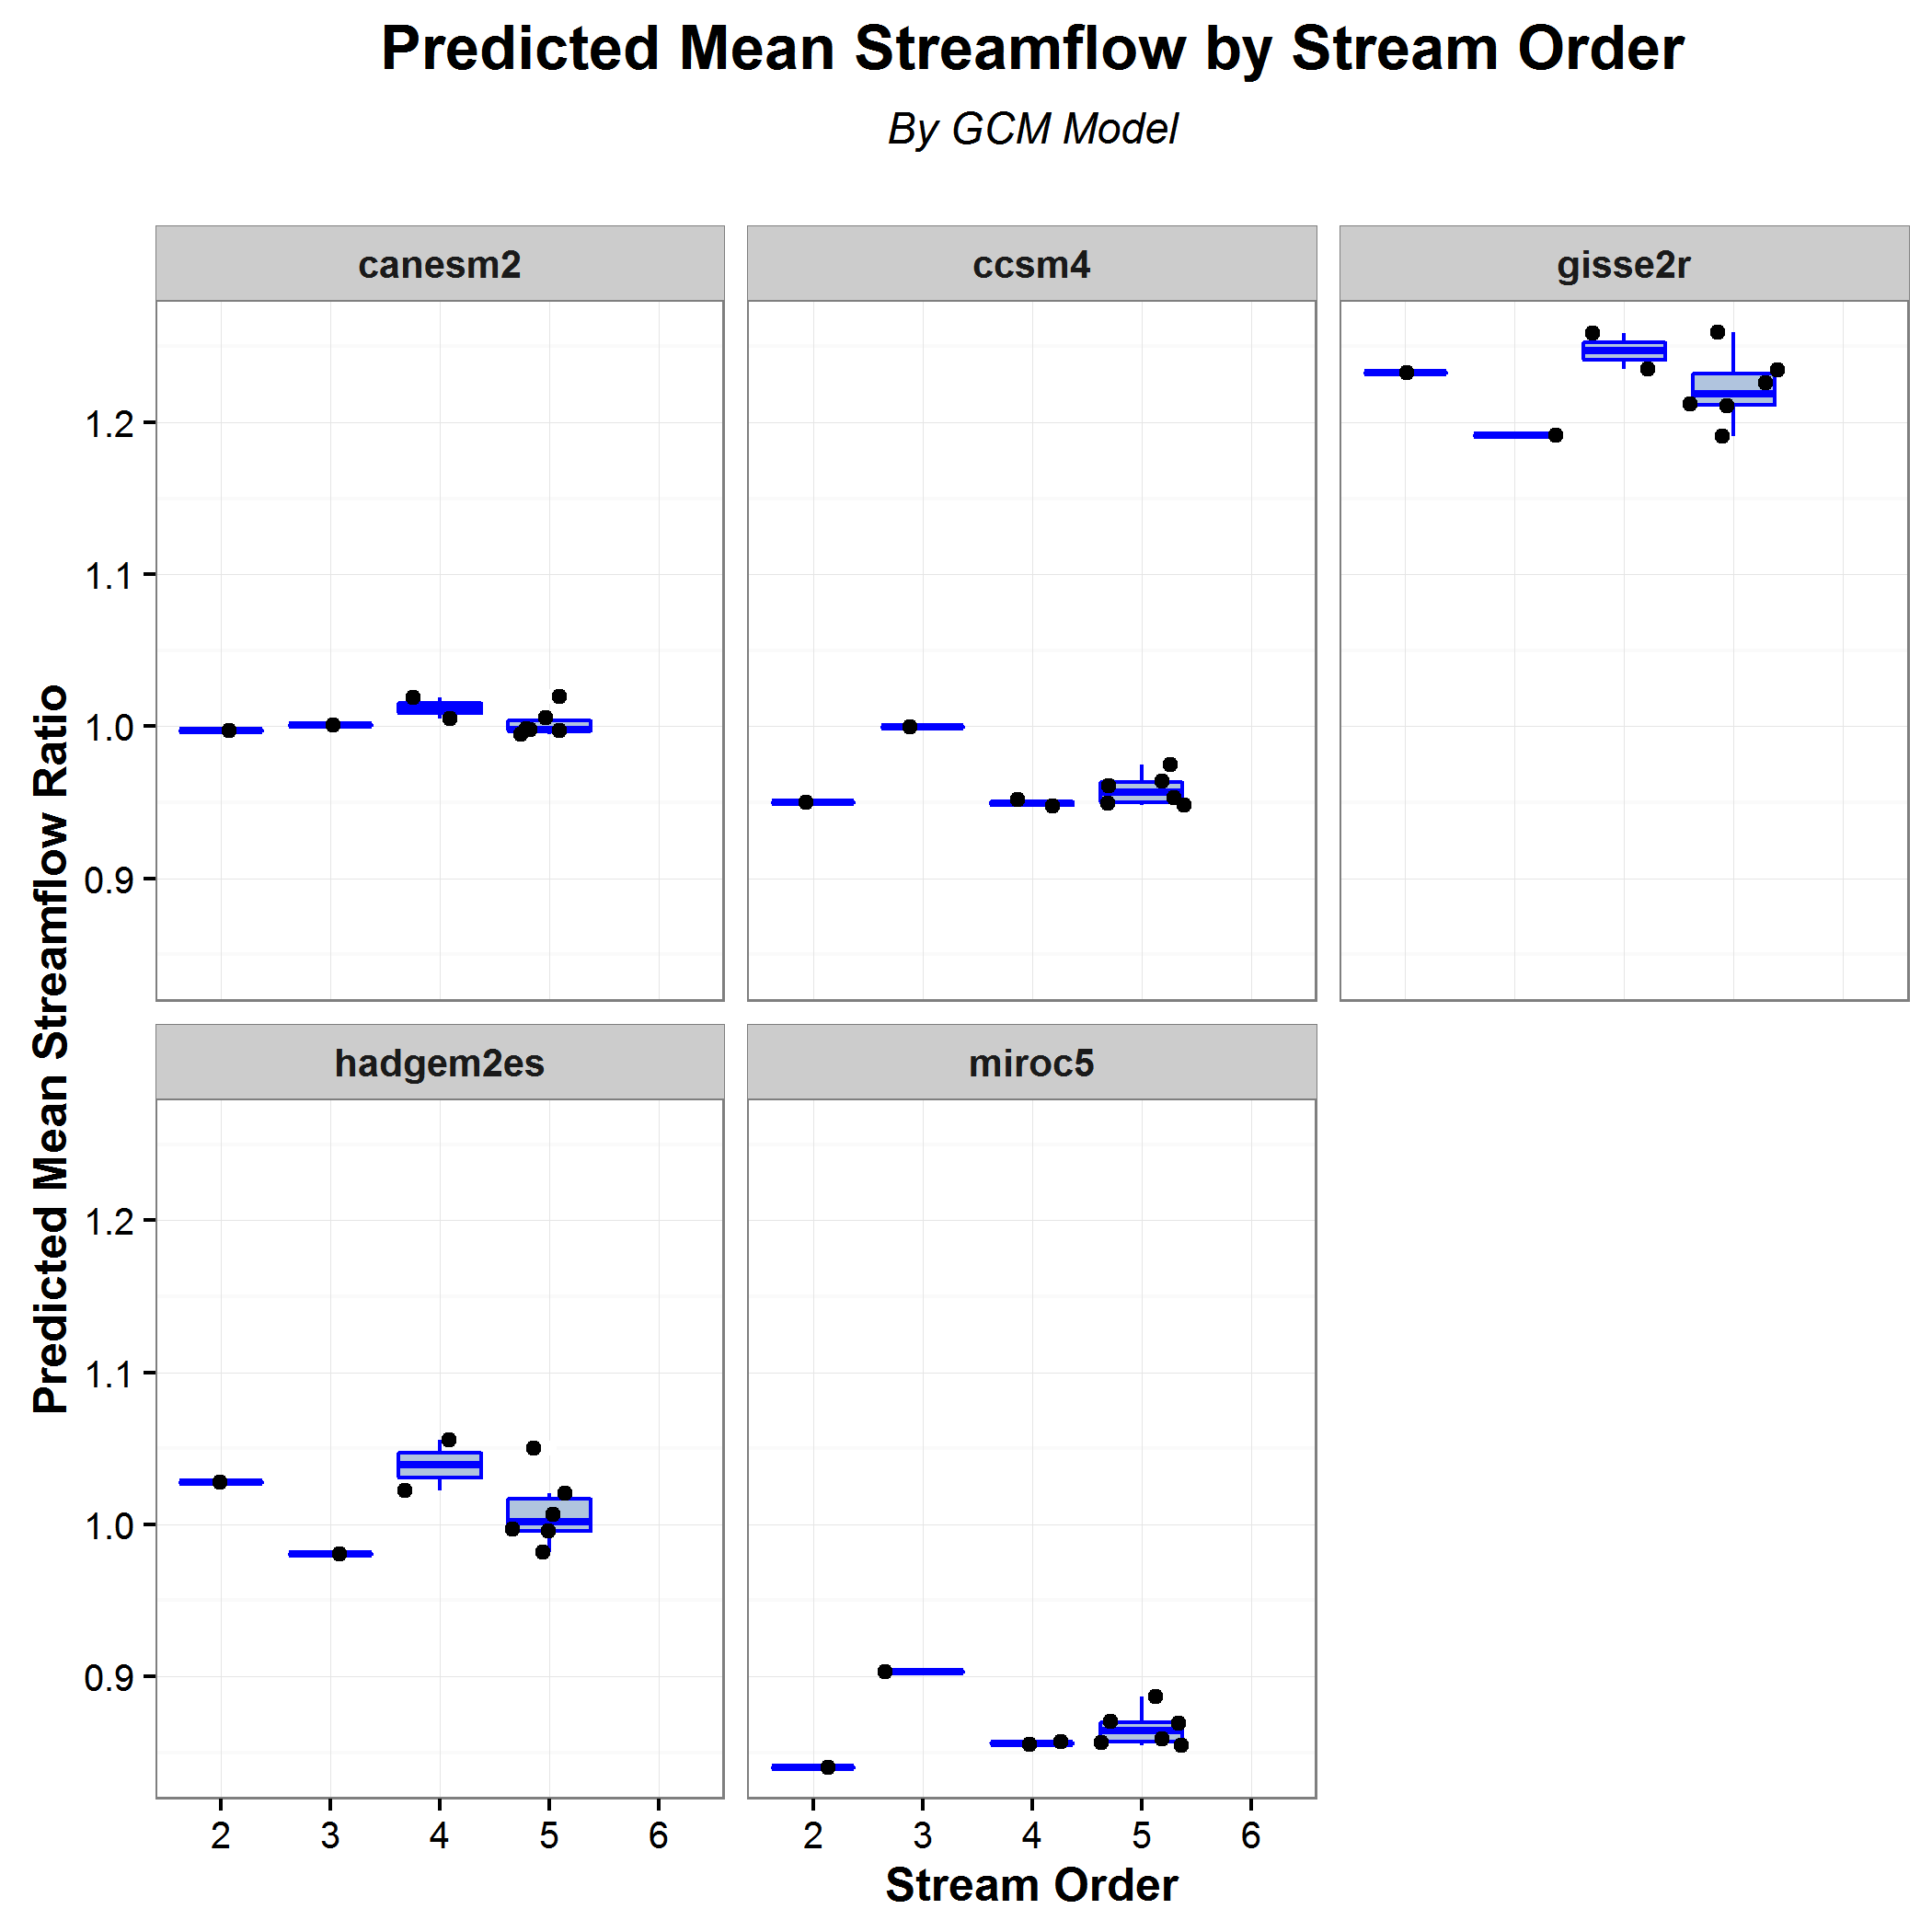 Predicted Mean Streamflow by Stream Order
By GCM Model
canesm2
ccsm4
gisse2r
1.2
1.1
1.0
0.9
Predicted Mean Streamflow Ratio
hadgem2es
miroc5
1.2
1.1
1.0
0.9
2 3 4 5 6
2 3 4 5 6
Stream Order